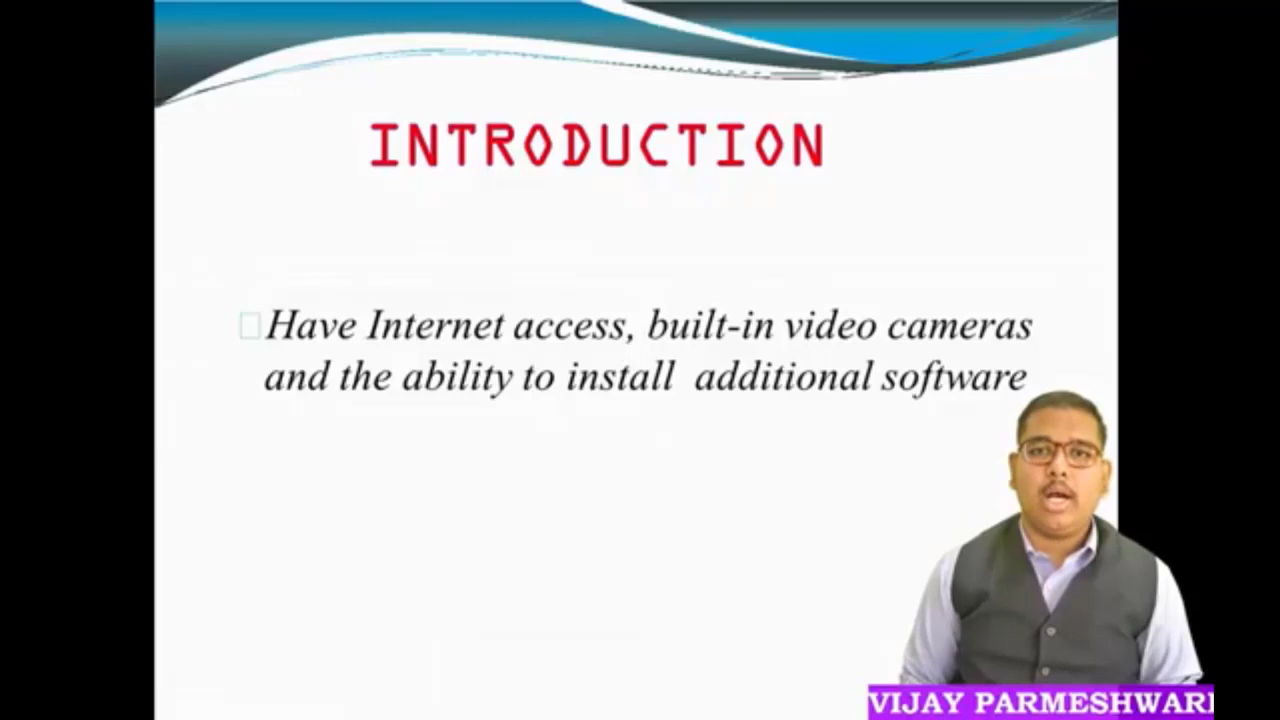 INTRODUCTION
Have Internet access, built-in video cameras
and the ability to install additional software
VIJAY PARMESHWARI